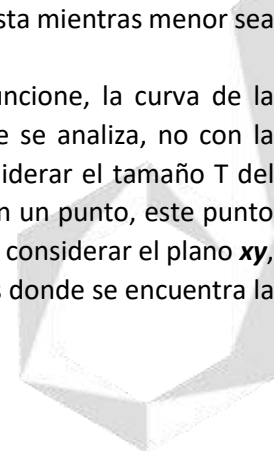 sta mientras menor sea
uncione, la curva de la
e se analiza, no con la
siderar el tamaño T del
n un punto, este punto
considerar el plano xy,
s donde se encuentra la